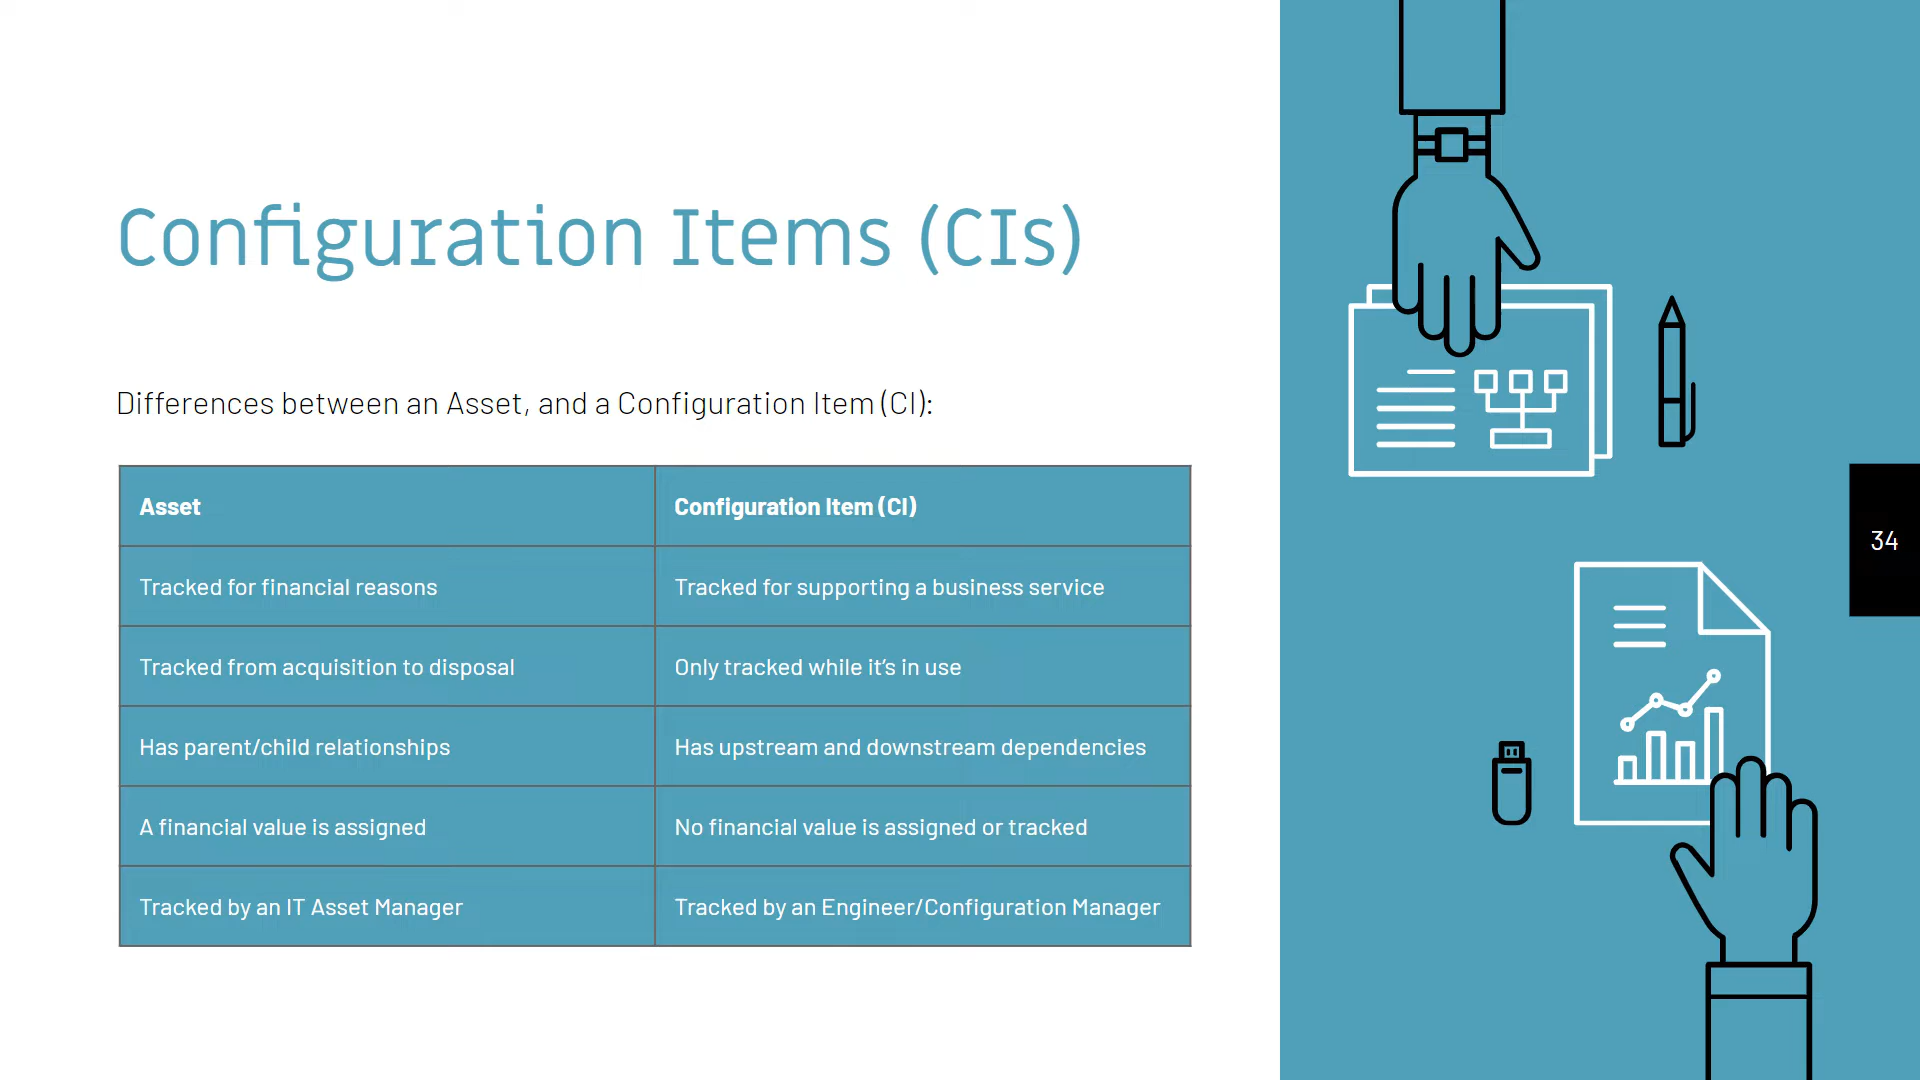 Configuration Items (CIs)
Differences between an Asset, and a Configuration Item (CI):
Asset
Configuration Item (CI)
Tracked for financial reasons
Tracked for supporting a business service
Tracked from acquisition to disposal
Only tracked while it’s in use
Has parent/child relationships
Has upstream and downstream dependencies
A financial value is assigned
No financial value is assigned or tracked
Tracked by an IT Asset Manager
Tracked by an Engineer/Configuration Manager
34